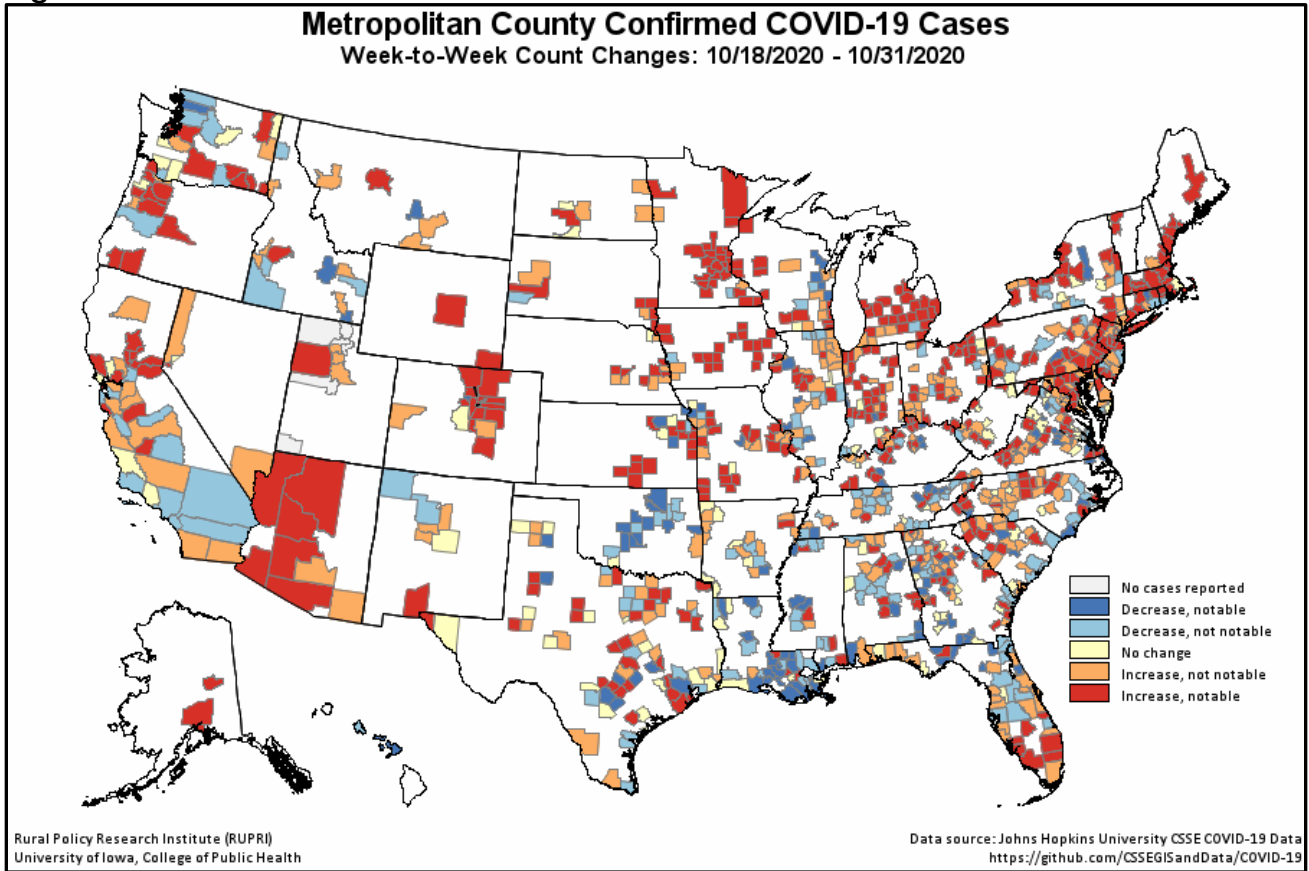 Metropolitan County Confirmed COVID-19 Cases
Week-to-Week Count Changes: 10/18/2020 - 10/31/2020
No cases reported
Decrease, notable
Decrease, not notable
No change
Increase, not notable
Increase, notable
Rural Policy Research Institute (RUPRI)
University of Iowa, College of Public Health
Data source: Johns Hopkins University CSSE COVID-19 Data
https://github.com/CSSEGISandData/COVID-19